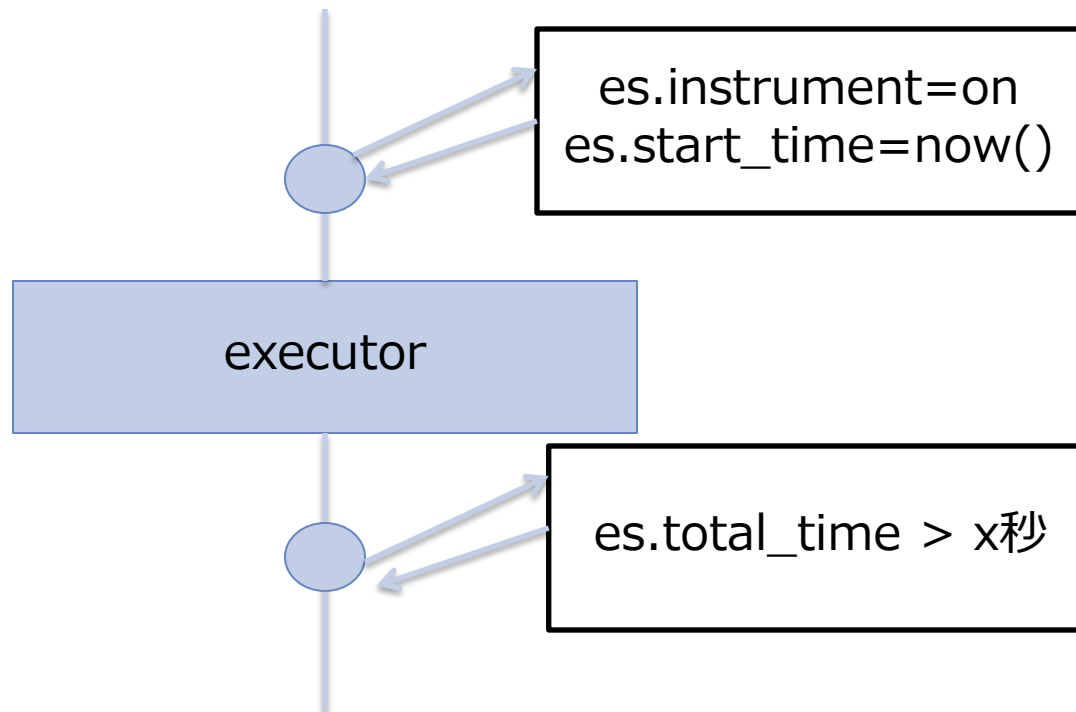 es.instrument=on
es.start_time=now()
executor
es.total_time > x秒